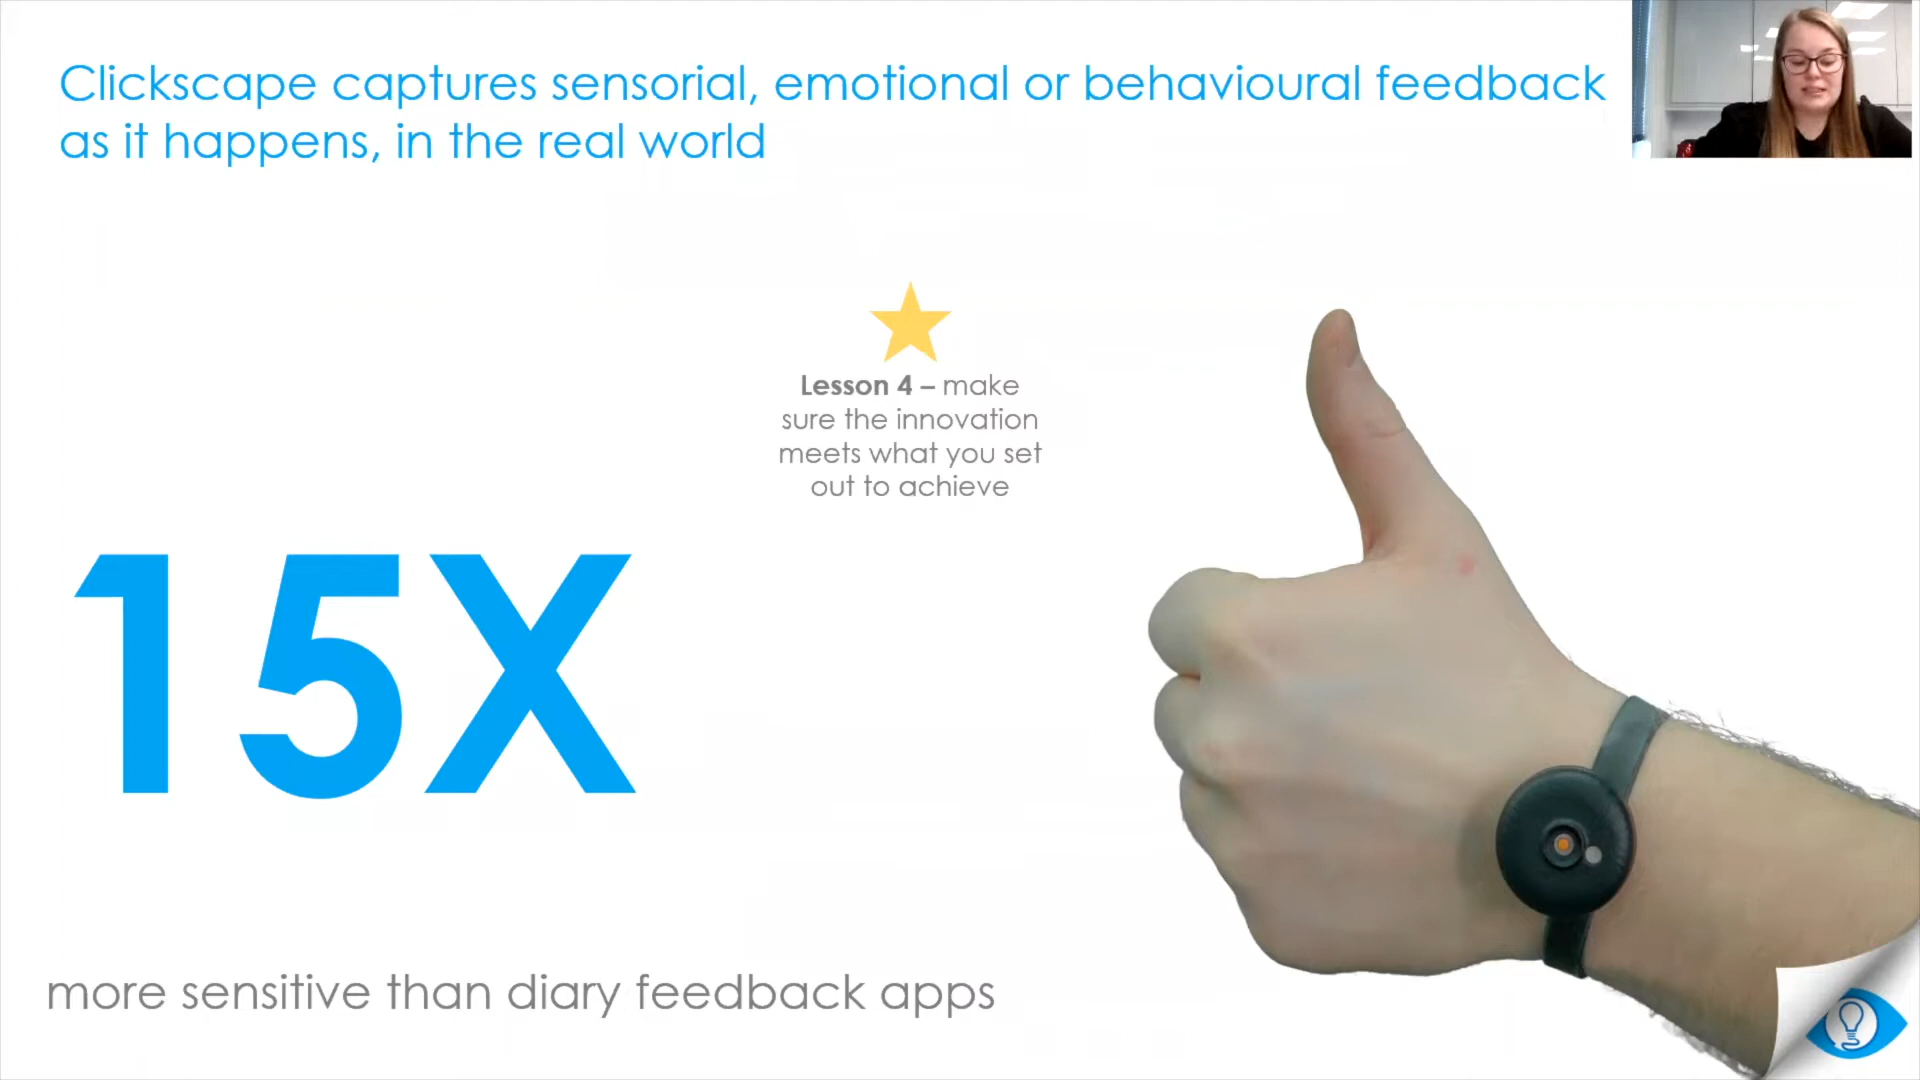 Clickscape captures sensorial, emotional or behavioural feedback
as it happens, in the real world
Lesson 4 – make
sure the innovation
meets what you set
out to achieve
15X
more sensitive than diary feedback apps